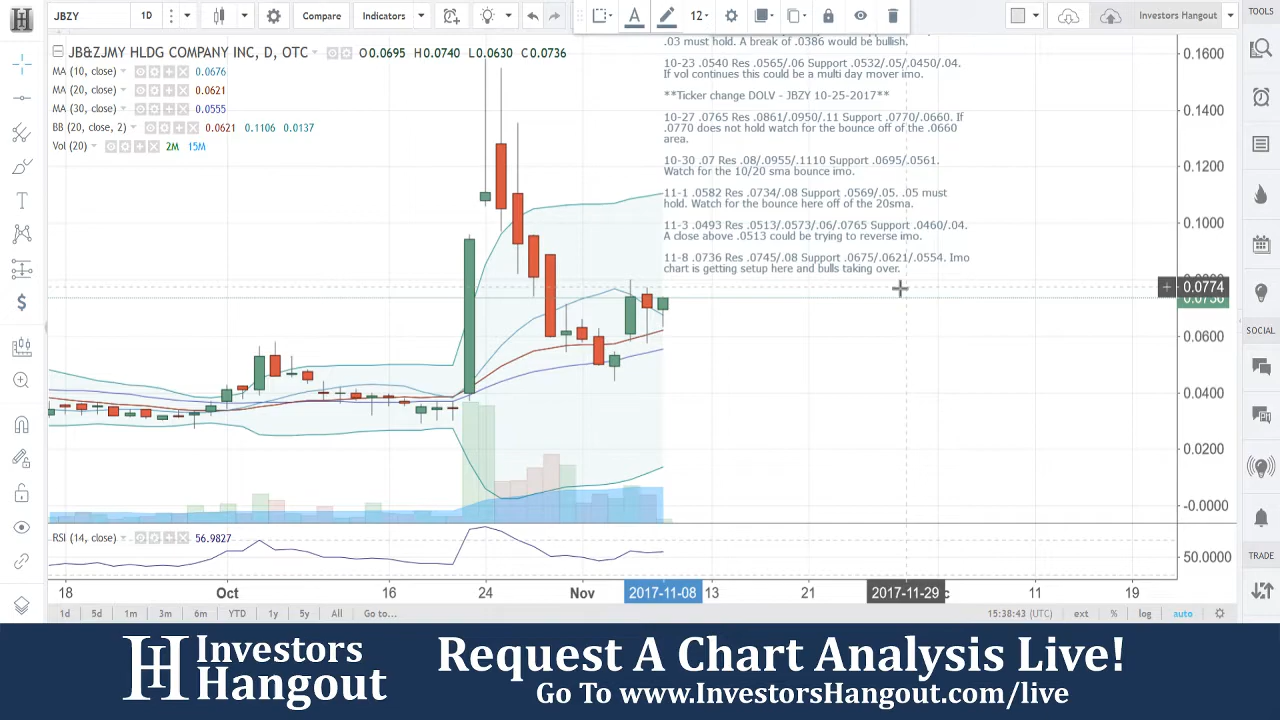 JBZY
1D
Compare
Indicators
12
Investors Hangout
TOOLS
JB&ZJMY HLDG COMPANY INC, D, OTC
O0.0695 H0.0740 L0.0630 C0.0736
MA (10, close) 0.0676
MA (20, close) 0.0621
MA (30, close) 0.0555
BB (20, close, 2) 0.0621 0.1106 0.0137
Vol (20) 2M 15M
.03 must hold. A break of .0386 would be bullish.
10-23 .0540 Res .0565/.06 Support .0532/.05/.0450/.04.
If vol continues this could be a multi day mover imo.
**Ticker change DOLV - JBZY 10-25-2017**
10-27 .0765 Res .0861/.0950/.11 Support .0770/.0660. If
.0770 does not hold watch for the bounce off of the .0660
area.
10-30 .07 Res .08/.0955/.1110 Support .0695/.0561.
Watch for the 10/20 sma bounce imo.
11-1 .0582 Res .0734/.08 Support .0569/.05. .05 must
hold. Watch for the bounce here off of the 20sma.
11-3 .0493 Res .0513/.0573/.06/.0765 Support .0460/.04.
A close above .0513 could be trying to reverse imo.
11-8 .0736 Res .0745/.08 Support .0675/.0621/.0554. Imo
chart is getting setup here and bulls taking over.
0.1600
0.1400
0.1200
0.1000
0.0774
0.0736
0.0600
0.0400
0.0200
-0.0000
SOCIAL
TRADE
RSI (14, close) 56.9827
50.0000
18
Oct
16
24
Nov
2017-11-08
13
21
2017-11-29
11
19
1d
5d
1m
3m
6m
YTD
1y
5y
All
Go to...
15:38:43 (UTC)
ext
%
log
auto
Investors
Hangout
Request A Chart Analysis Live!
Go To www.InvestorsHangout.com/live